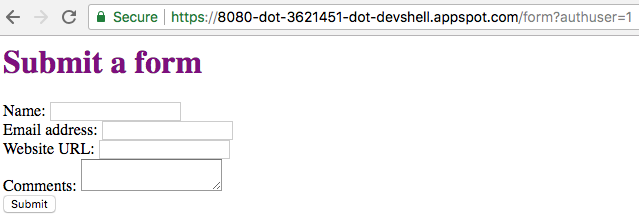 Secure https://8080-dot-3621451-dot-devshell.appspot.com/form?authuser=1
Submit a form
Name:
Email address:
Website URL:
Comments:
Submit